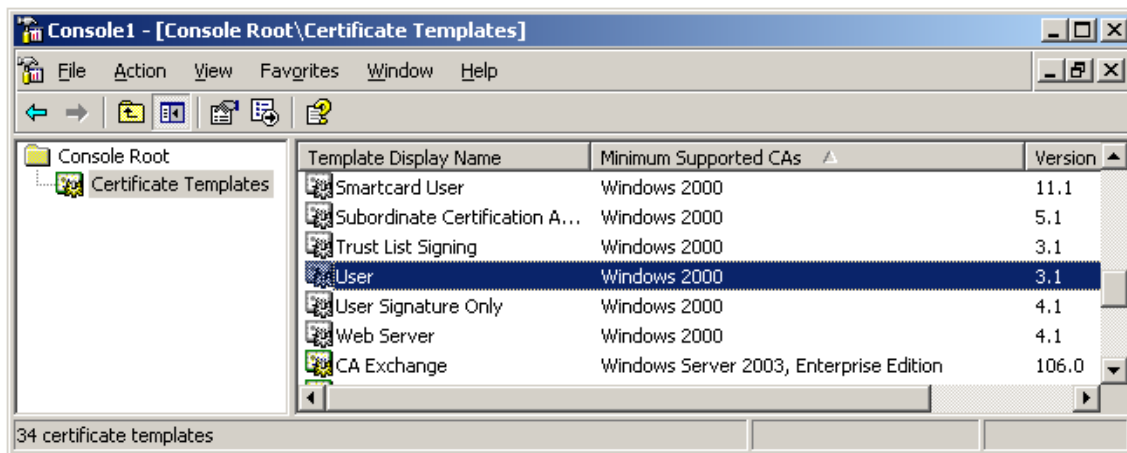 Console1 - [Console Root\Certificate Templates]
File Action View Favorites Window Help
Console Root
Certificate Templates
Template Display Name Minimum Supported CAs Version
Smartcard User Windows 2000 11.1
Subordinate Certification A... Windows 2000 5.1
Trust List Signing Windows 2000 3.1
User Windows 2000 3.1
User Signature Only Windows 2000 4.1
Web Server Windows 2000 4.1
CA Exchange Windows Server 2003, Enterprise Edition 106.0
34 certificate templates